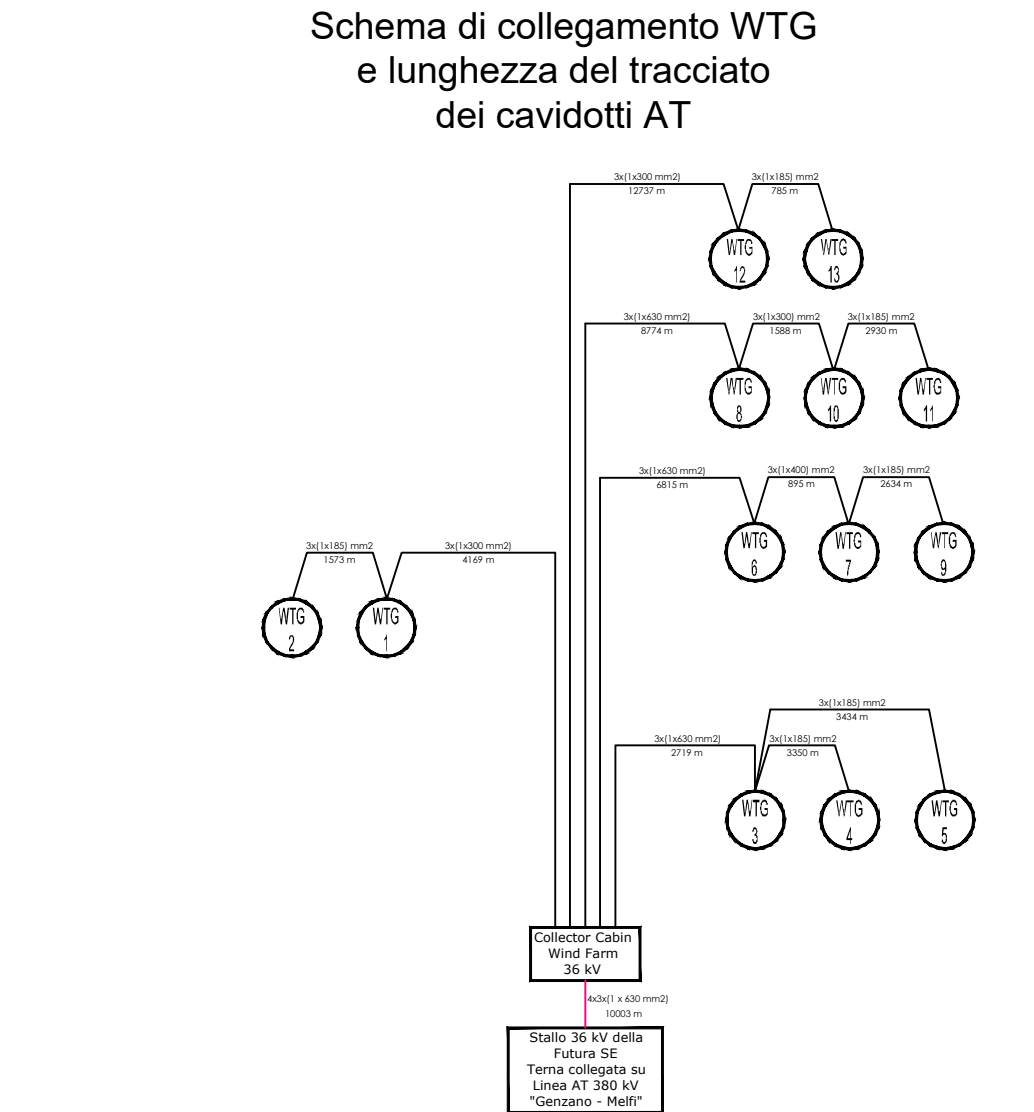 Schema di collegamento WTG
e lunghezza del tracciato
dei cavidotti AT
3x(1x300 mm2)
12737 m
3x(1x185) mm2
785 m
WTG
12
WTG
13
3x(1x630 mm2)
8774 m
3x(1x300) mm2
1588 m
3x(1x185) mm2
2930 m
WTG
8
WTG
10
WTG
11
3x(1x630 mm2)
6815 m
3x(1x400) mm2
895 m
3x(1x185) mm2
2634 m
WTG
6
WTG
7
WTG
9
3x(1x185) mm2
1573 m
3x(1x300 mm2)
4169 m
WTG
2
WTG
1
3x(1x185) mm2
3434 m
3x(1x630 mm2)
2719 m
3x(1x185) mm2
3350 m
WTG
3
WTG
4
WTG
5
Collector Cabin
Wind Farm
36 kV
4x3x(1 x 630 mm2)
10003 m
Stallo 36 kV della
Futura SE
Terna collegata su
Linea AT 380 kV
"Genzano - Melfi"